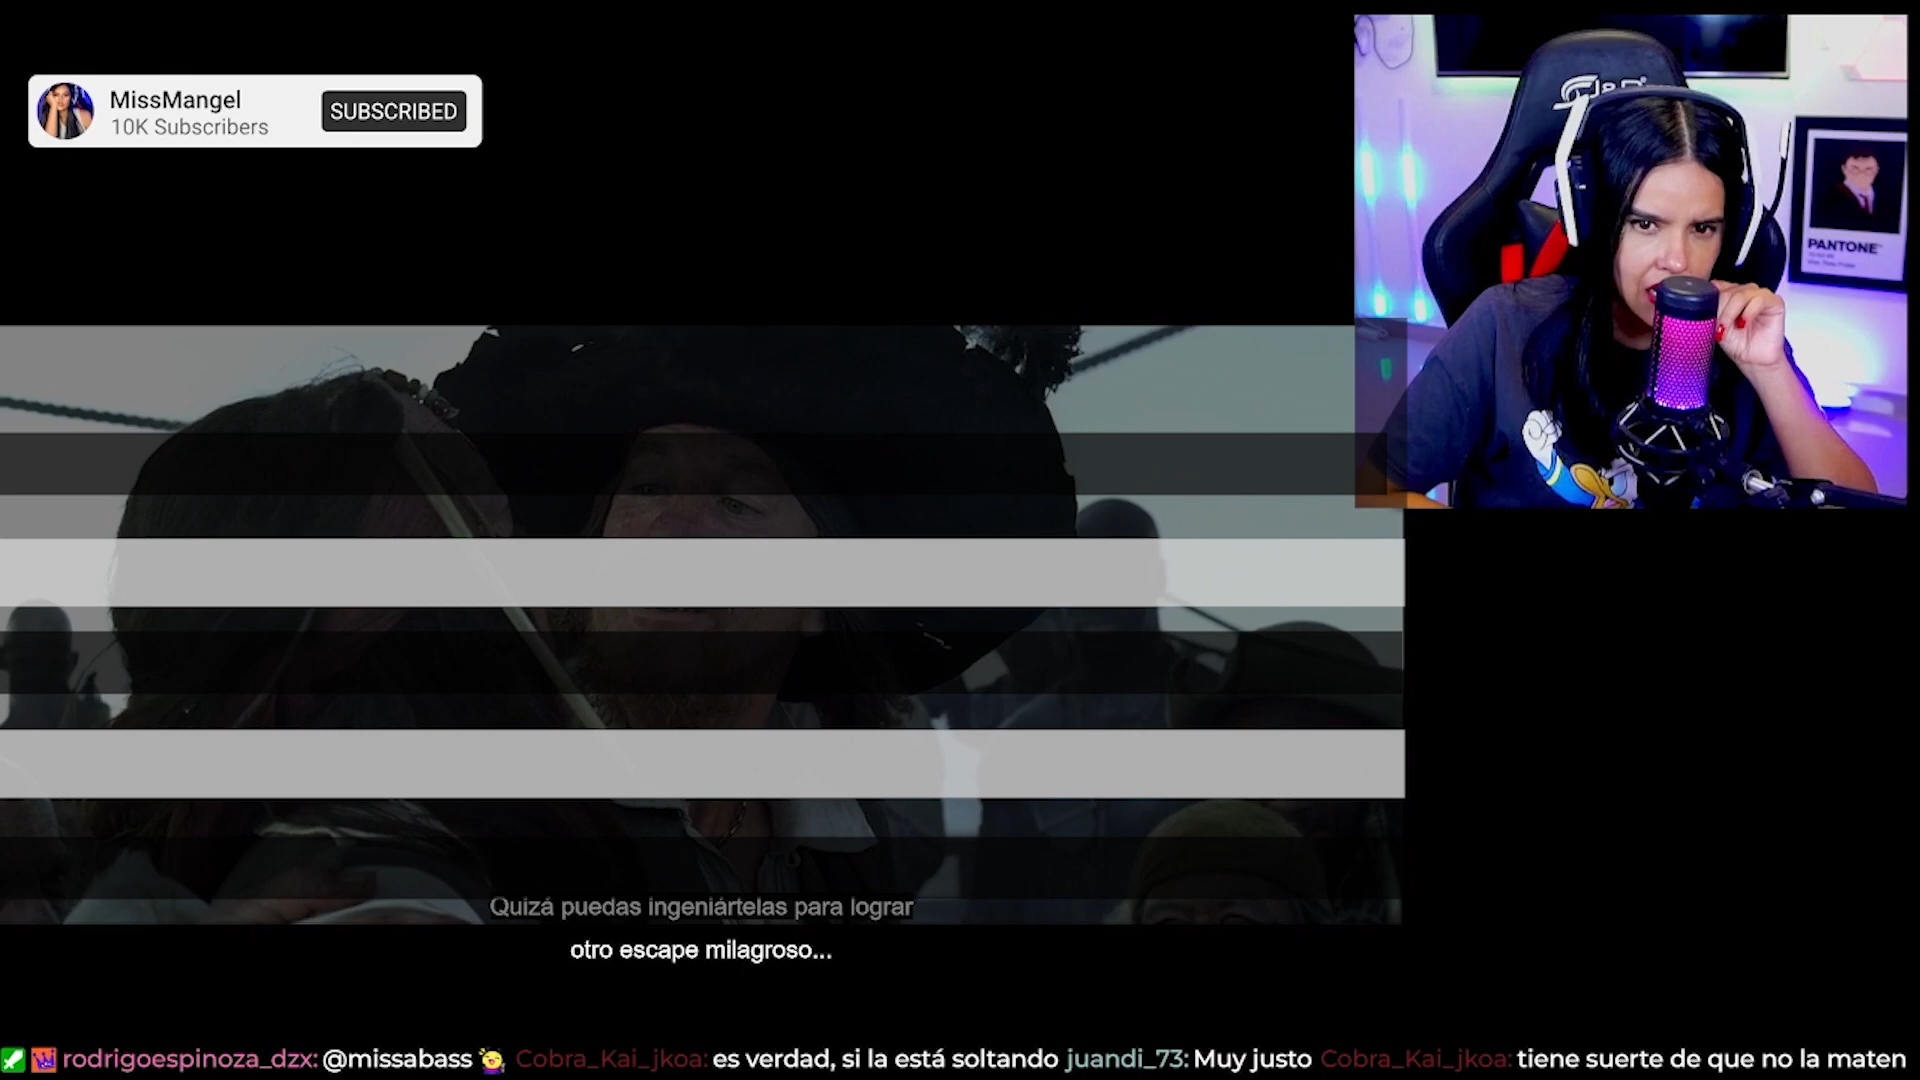 MissMangel
10K Subscribers
SUBSCRIBED
PANTONE
Quizá puedas ingeniártelas para lograr
otro escape milagroso...
rodrigoespinoza_dzx: @missabass Cobra_Kai_jkoa: es verdad, si la está soltando juandi_73: Muy justo Cobra_Kai_jkoa: tiene suerte de que no la maten